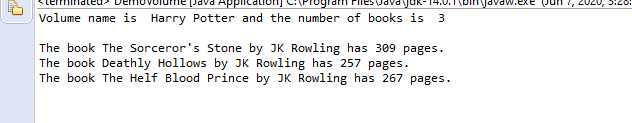 <terminated> DemoVolume [Java Application] C:\Program Files\Java\jdk-14.0.1\bin\javaw.exe (Jun 7, 2020, 3:28:
Volume name is  Harry Potter and the number of books is  3
The book The Sorceror's Stone by JK Rowling has 309 pages.
The book Deathly Hollows by JK Rowling has 257 pages.
The book The Helf Blood Prince by JK Rowling has 267 pages.